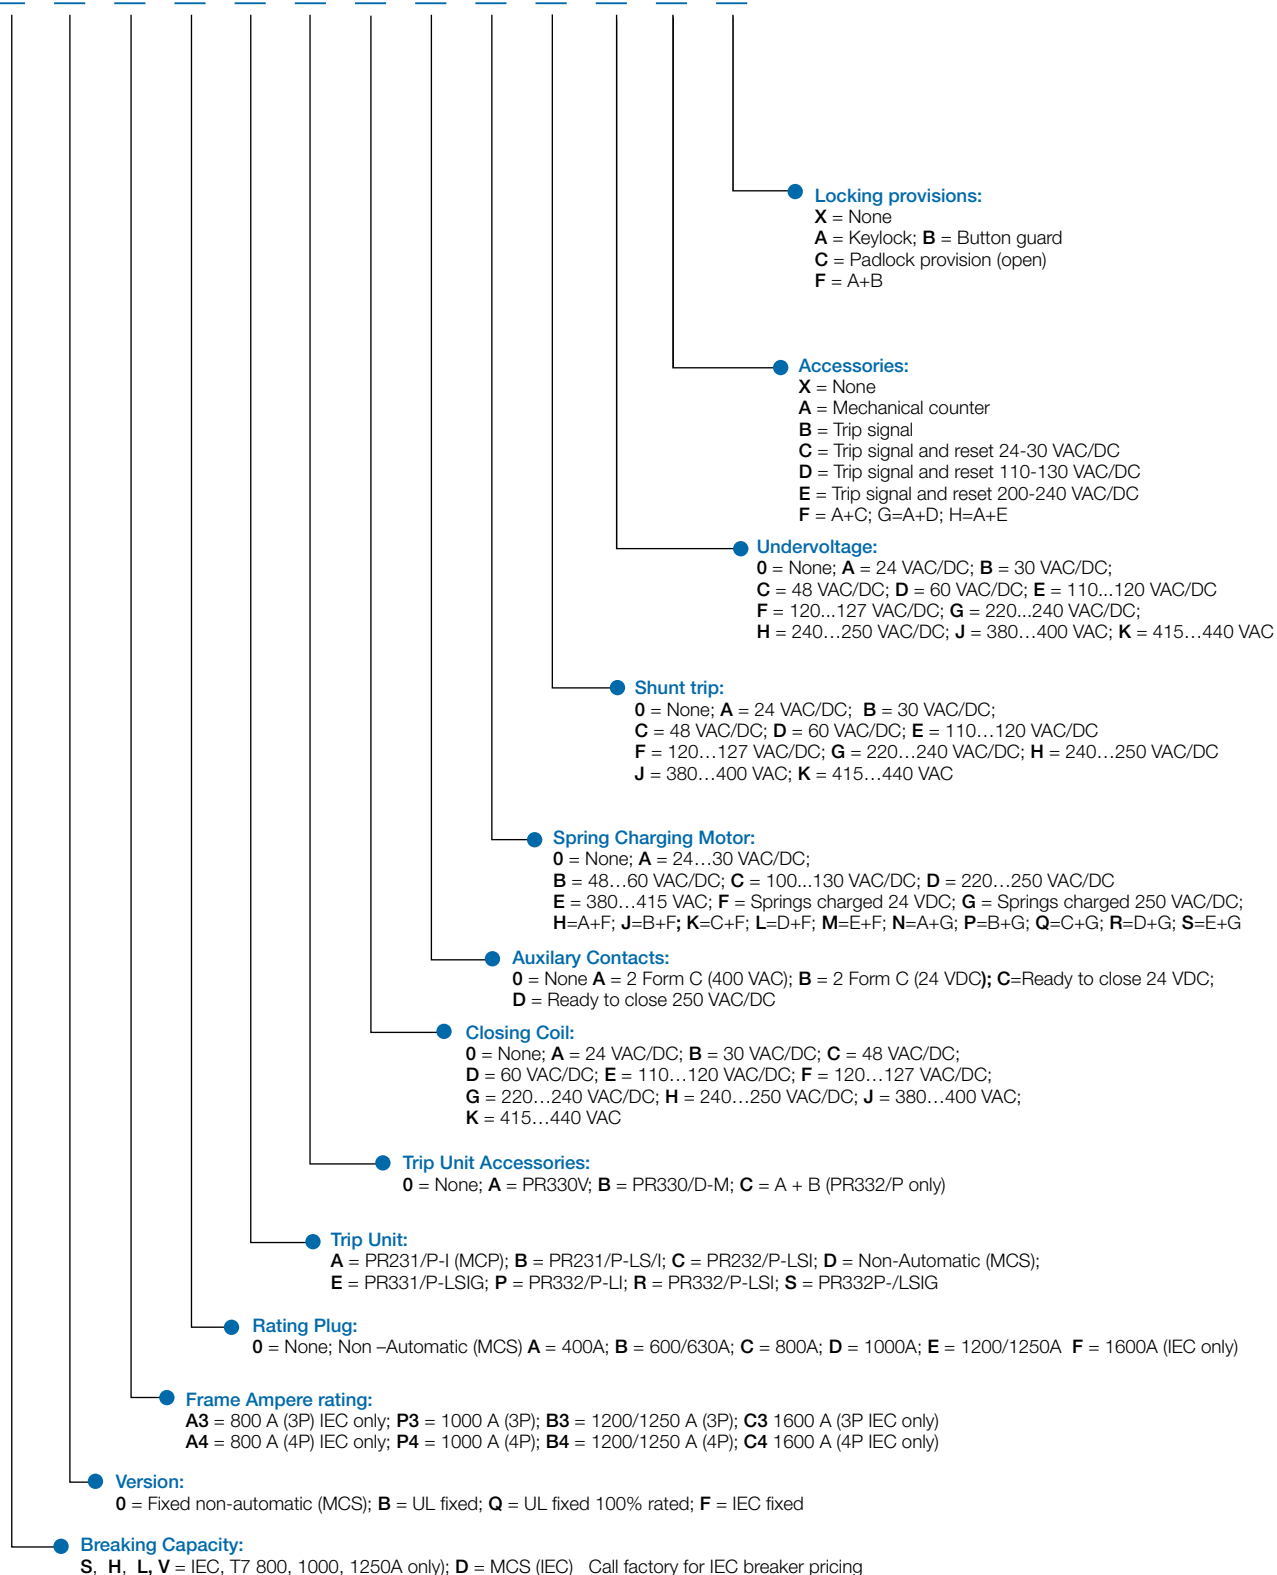 Locking provisions:
X = None
A = Keylock; B = Button guard
C = Padlock provision (open)
F = A+B
Accessories:
X = None
A = Mechanical counter
B = Trip signal
C = Trip signal and reset 24-30 VAC/DC
D = Trip signal and reset 110-130 VAC/DC
E = Trip signal and reset 200-240 VAC/DC
F = A+C; G=A+D; H=A+E
Undervoltage:
0 = None; A = 24 VAC/DC; B = 30 VAC/DC;
C = 48 VAC/DC; D = 60 VAC/DC; E = 110...120 VAC/DC
F = 120...127 VAC/DC; G = 220...240 VAC/DC;
H = 240…250 VAC/DC; J = 380…400 VAC; K = 415…440 VAC
Shunt trip:
0 = None; A = 24 VAC/DC; B = 30 VAC/DC;
C = 48 VAC/DC; D = 60 VAC/DC; E = 110…120 VAC/DC
F = 120…127 VAC/DC; G = 220…240 VAC/DC; H = 240…250 VAC/DC
J = 380…400 VAC; K = 415…440 VAC
Spring Charging Motor:
0 = None; A = 24…30 VAC/DC;
B = 48…60 VAC/DC; C = 100...130 VAC/DC; D = 220…250 VAC/DC
E = 380…415 VAC; F = Springs charged 24 VDC; G = Springs charged 250 VAC/DC;
H=A+F; J=B+F; K=C+F; L=D+F; M=E+F; N=A+G; P=B+G; Q=C+G; R=D+G; S=E+G
Auxilary Contacts:
0 = None A = 2 Form C (400 VAC); B = 2 Form C (24 VDC); C=Ready to close 24 VDC;
D = Ready to close 250 VAC/DC
Closing Coil:
0 = None; A = 24 VAC/DC; B = 30 VAC/DC; C = 48 VAC/DC;
D = 60 VAC/DC; E = 110…120 VAC/DC; F = 120…127 VAC/DC;
G = 220…240 VAC/DC; H = 240…250 VAC/DC; J = 380…400 VAC;
K = 415…440 VAC
Trip Unit Accessories:
0 = None; A = PR330V; B = PR330/D-M; C = A + B (PR332/P only)
Trip Unit:
A = PR231/P-I (MCP); B = PR231/P-LS/I; C = PR232/P-LSI; D = Non-Automatic (MCS);
E = PR331/P-LSIG; P = PR332/P-LI; R = PR332/P-LSI; S = PR332P-/LSIG
Rating Plug:
0 = None; Non –Automatic (MCS) A = 400A; B = 600/630A; C = 800A; D = 1000A; E = 1200/1250A F = 1600A (IEC only)
Frame Ampere rating:
A3 = 800 A (3P) IEC only; P3 = 1000 A (3P); B3 = 1200/1250 A (3P); C3 1600 A (3P IEC only)
A4 = 800 A (4P) IEC only; P4 = 1000 A (4P); B4 = 1200/1250 A (4P); C4 1600 A (4P IEC only)
Version:
0 = Fixed non-automatic (MCS); B = UL fixed; Q = UL fixed 100% rated; F = IEC fixed
Breaking Capacity:
S, H, L, V = IEC, T7 800, 1000, 1250A only); D = MCS (IEC) Call factory for IEC breaker pricing